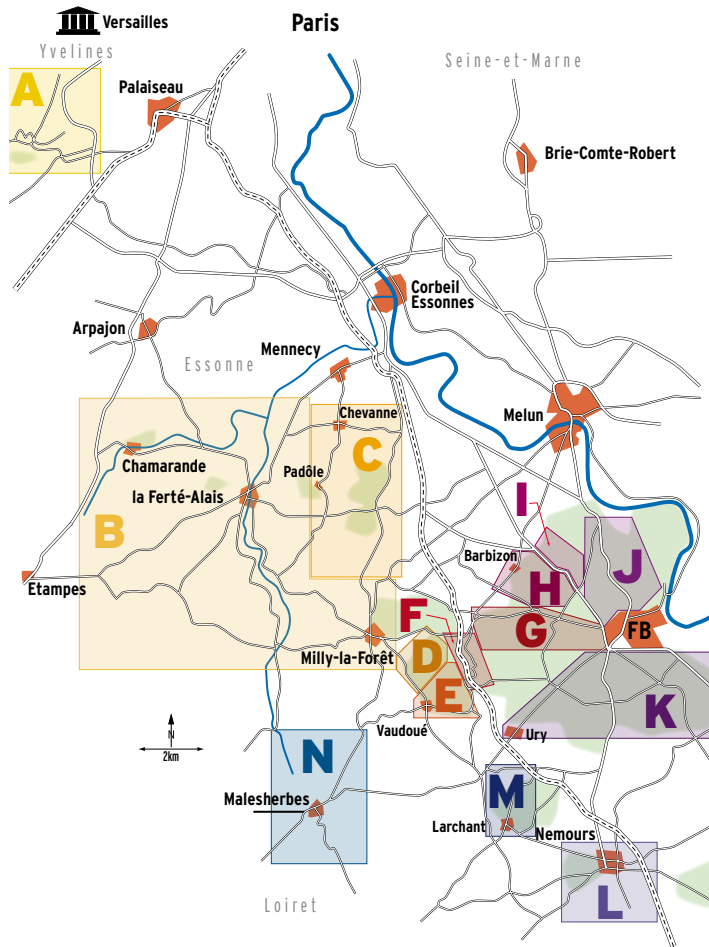 Versailles
Paris
Yvelines
Seine-et-Marne
A
Palaiseau
Brie-Comte-Robert
Corbeil
Essonnes
Arpajon
Essonne
Mennecy
Chevanne
Melun
Chamarande
C
Padôle
la Ferté-Alais
I
B
Barbizon
J
H
Etampes
F
G
FB
Milly-la-Forêt
D
E
K
Vaudoué
Ury
N
2km
N
M
Malesherbes
Larchant
Nemours
L
Loiret